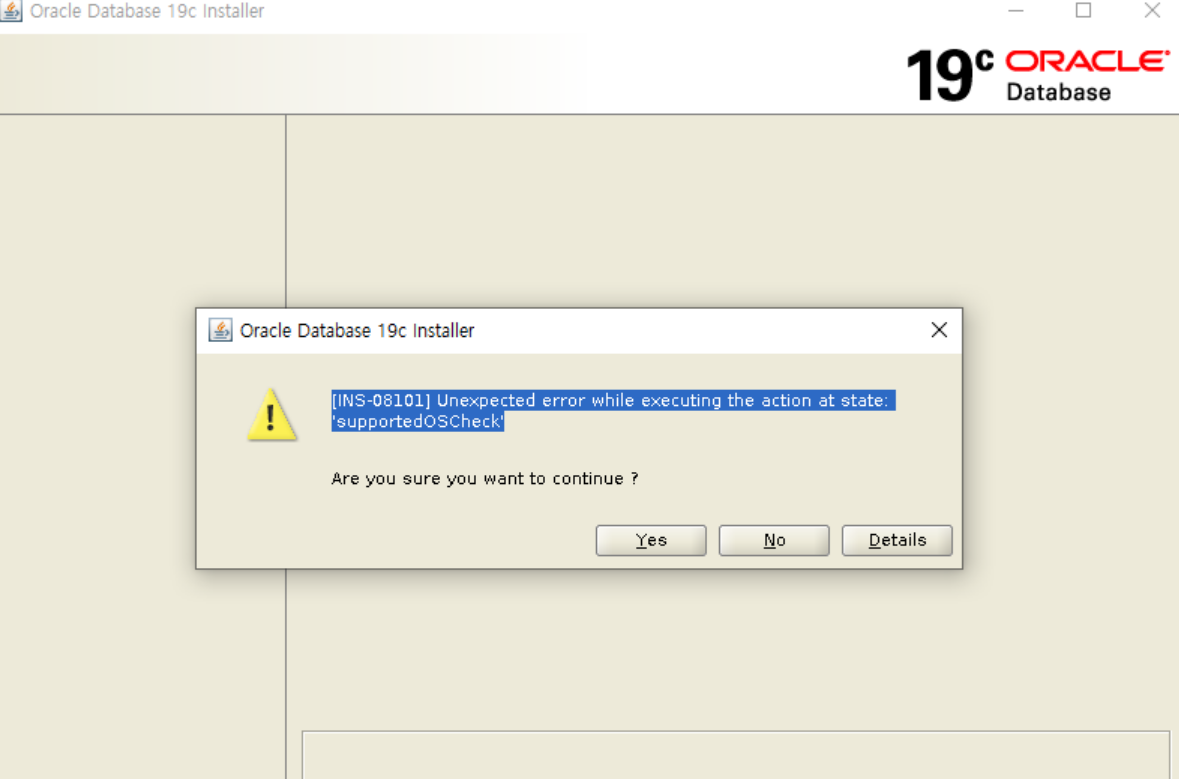 Oracle Database 19c Installer
19c ORACLE
Database
Oracle Database 19c Installer
[INS-08101] Unexpected error while executing the action at state:
'supportedOSCheck'
Are you sure you want to continue ?
Yes No Details